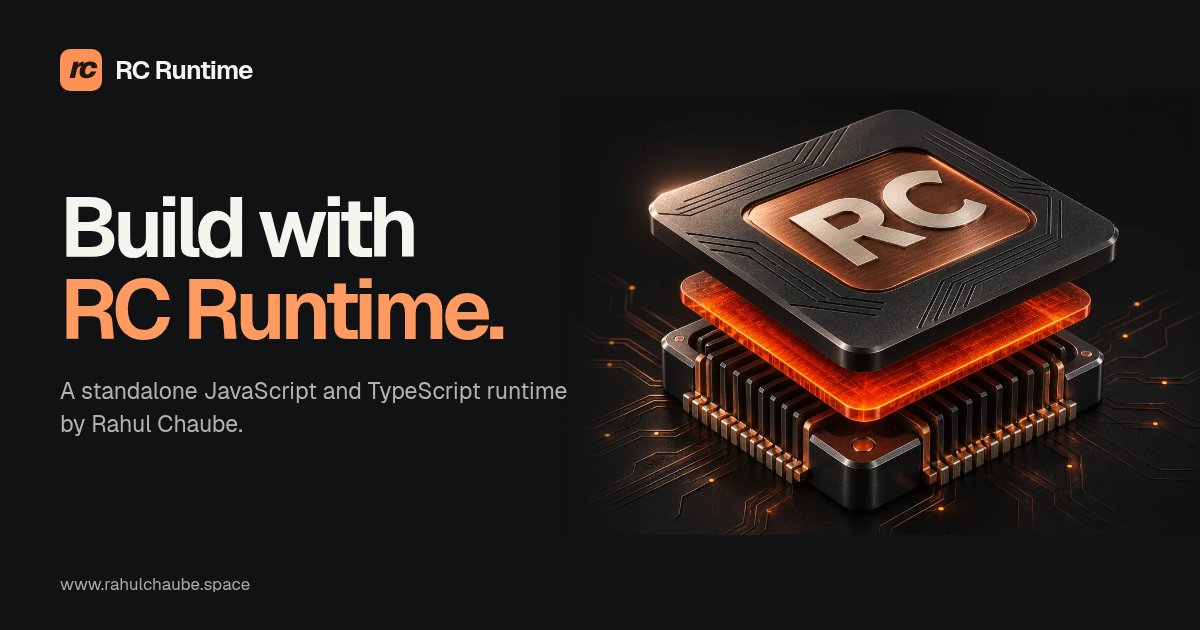 rc RC Runtime
Build with
RC Runtime.
A standalone JavaScript and TypeScript runtime
by Rahul Chaube.
RC
www.rahulchaube.space